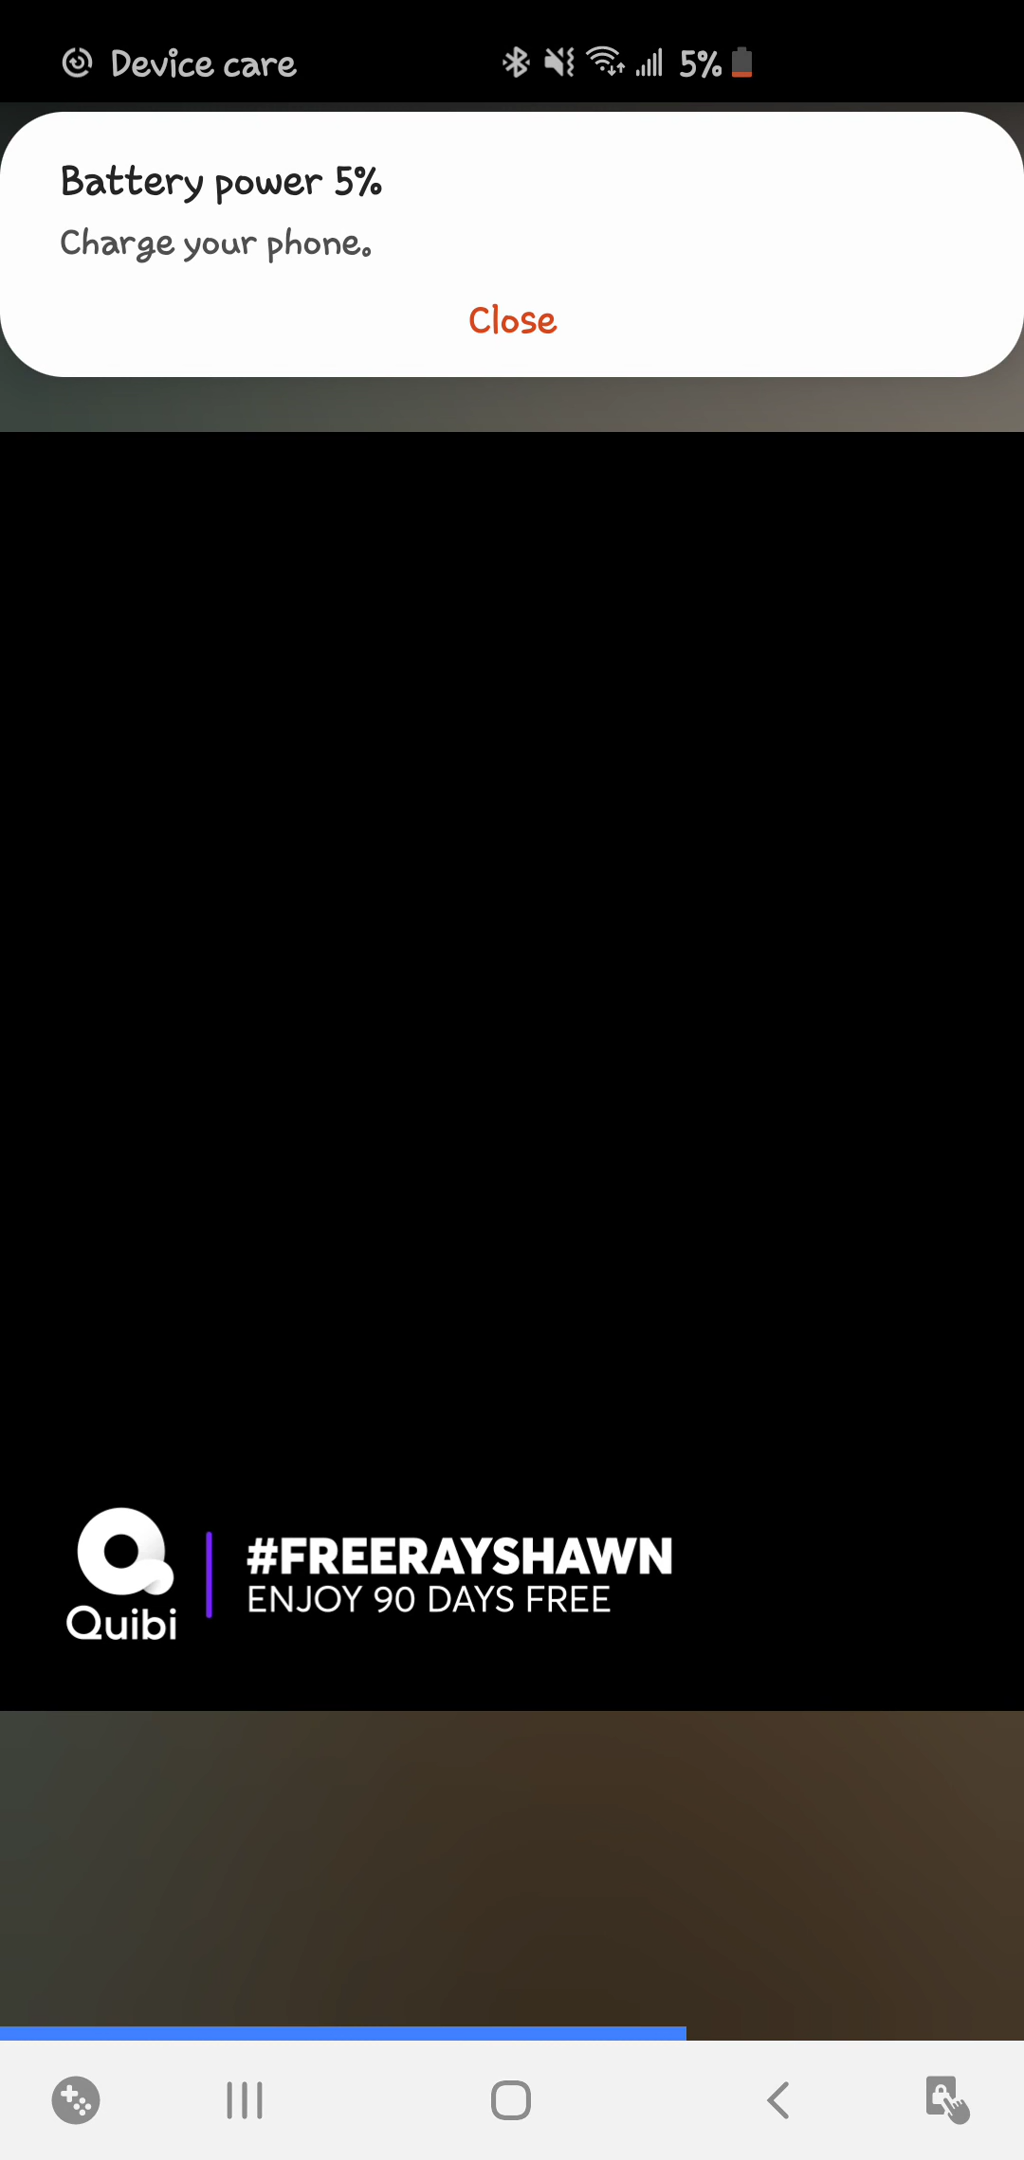 Device care 5%
Battery power 5%
Charge your phone.
Close
#FREERAYSHAWN
ENJOY 90 DAYS FREE
Quibi